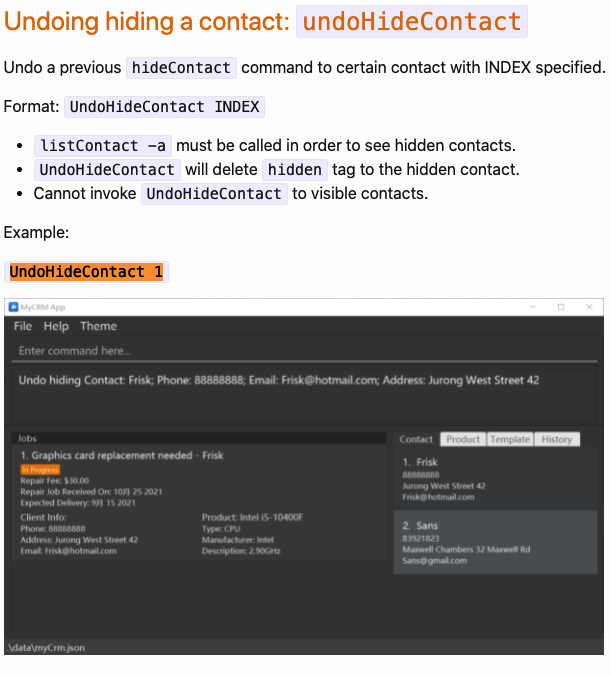 Undoing hiding a contact: undoHideContact
Undo a previous hideContact command to certain contact with INDEX specified.
Format: UndoHideContact INDEX
listContact –a must be called in order to see hidden contacts.
UndoHideContact will delete hidden tag to the hidden contact.
Cannot invoke UndoHideContact to visible contacts.
Example:
UndoHideContact 1
MyCRM App
File Help Theme
Enter command here...
Undo hiding Contact: Frisk; Phone: 88888888; Email: Frisk@hotmail.com; Address: Jurong West Street 42
Jobs
1. Graphics card replacement needed - Frisk
In Progress
Repair Fee: $30.00
Repair Job Received On: 10月 25 2021
Expected Delivery: 9月 15 2021
Client Info:
Phone: 88888888
Address: Jurong West Street 42
Email: Frisk@hotmail.com
Product: Intel i5-10400F
Type: CPU
Manufacturer: Intel
Description: 2.90GHz
Contact Product Template History
1. Frisk
88888888
Jurong West Street 42
Frisk@hotmail.com
2. Sans
83921823
Maxwell Chambers 32 Maxwell Rd
Sans@gmail.com
.\data\myCrm.json